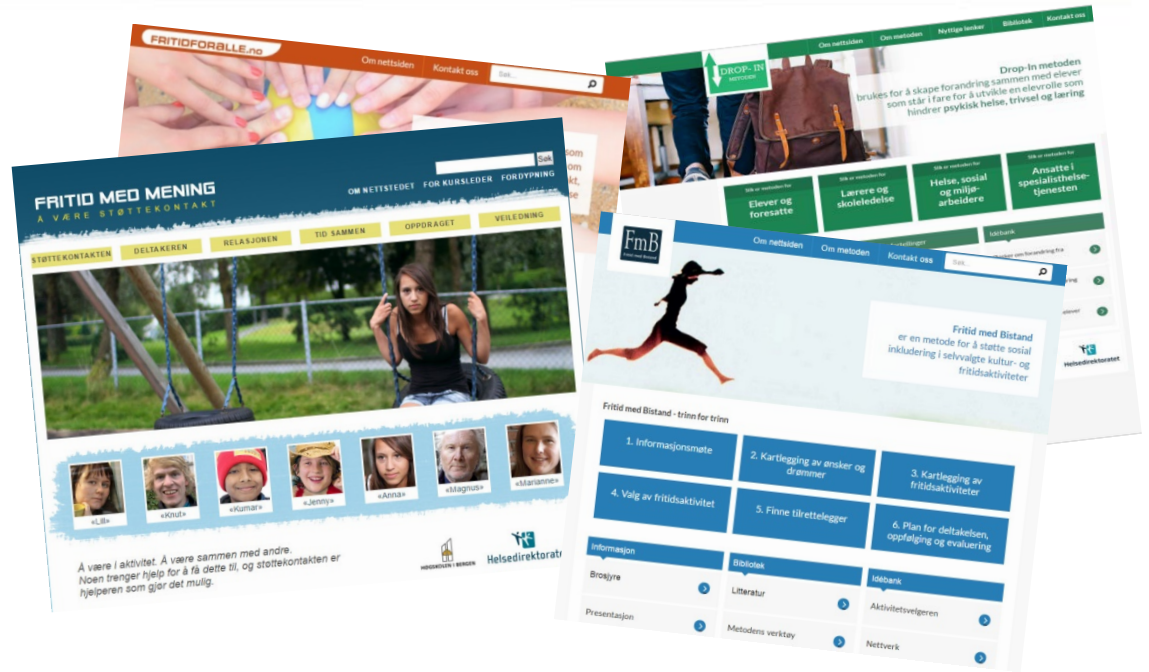 FRITIDFORALLE.no
Om nettsiden
Kontakt oss
Søk...
som
om
kt,
se
DROP- IN
METODEN
Om nettsiden
Om metoden
Nyttige lenker
Bibliotek
Kontakt oss
Drop-In metoden
brukes for å skape forandring sammen med elever
som står i fare for å utvikle en elevrolle som
hindrer psykisk helse, trivsel og læring
Slik er metoden for
Elever og
foresatte
Slik er metoden for
Lærere og
skoleledelse
Slik er metoden for
Helse, sosial
og miljø-
arbeidere
Slik er metoden for
Ansatte i
spesialisthelse-
tjenesten
Idébank
Helsedirektoratet
FRITID MED MENING
Å VÆRE STØTTEKONTAKT
Søk
OM NETTSTEDET
FOR KURSLEDER
FORDYPNING
STØTTEKONTAKTEN
DELTAKEREN
RELASJONEN
TID SAMMEN
OPPDRAGET
VEILEDNING
«Lill»
«Knut»
«Kumar»
«Jenny»
«Anna»
«Magnus»
«Marianne»
Å være i aktivitet. Å være sammen med andre.
Noen trenger hjelp for å få dette til, og støttekontakten er
hjelperen som gjør det mulig.
HØGSKOLEN I BERGEN
Helsedirektorat
FmB
Fritid med Bistand
Om nettsiden
Om metoden
Kontakt oss
Søk...
Fritid med Bistand
er en metode for å støtte sosial
inkludering i selvvalgte kultur- og
fritidsaktiviteter
Fritid med Bistand - trinn for trinn
1. Informasjonsmøte
2. Kartlegging av ønsker og
drømmer
3. Kartlegging av
fritidsaktiviteter
4. Valg av fritidsaktivitet
5. Finne tilrettelegger
6. Plan for deltakelsen,
oppfølging og evaluering
Informasjon
Brosjyre
Presentasjon
Bibliotek
Litteratur
Metodens verktøy
Idébank
Aktivitetsvelgeren
Nettverk